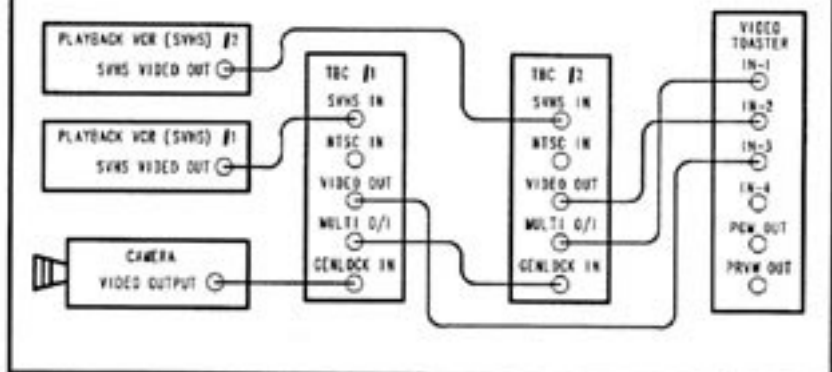 PLAYBACK VCR (SVHS) #2
SVHS VIDEO OUT
PLAYBACK VCR (SVHS) #1
SVHS VIDEO OUT
CAMERA
VIDEO OUTPUT
TBC #1
SVHS IN
NTSC IN
VIDEO OUT
MULTI O/I
GENLOCK IN
TBC #2
SVHS IN
NTSC IN
VIDEO OUT
MULTI O/I
GENLOCK IN
VIDEO
TOASTER
IN-1
IN-2
IN-3
IN-4
PGM OUT
PRVW OUT